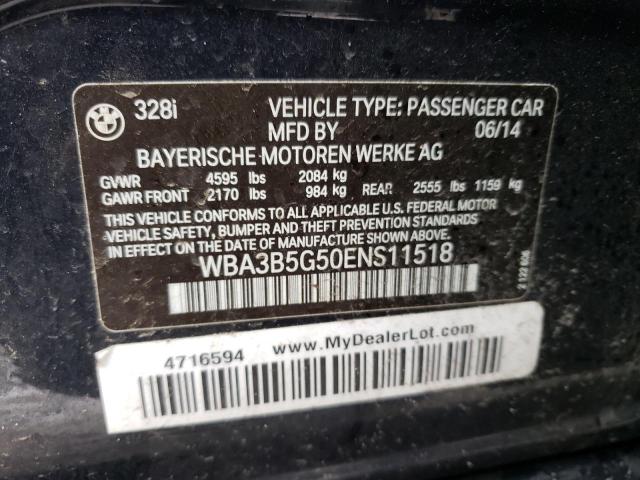 BMW
328i VEHICLE TYPE: PASSENGER CAR
MFD BY 06/14
BAYERISCHE MOTOREN WERKE AG
GVWR 4595 lbs 2084 kg
GAWR FRONT 2170 lbs 984 kg REAR 2555 lbs 1159 kg
THIS VEHICLE CONFORMS TO ALL APPLICABLE U.S. FEDERAL MOTOR
VEHICLE SAFETY, BUMPER AND THEFT PREVENTION STANDARDS
IN EFFECT ON THE DATE OF MANUFACTURE SHOWN ABOVE.
WBA3B5G50ENS11518
4716594 www.MyDealerLot.com